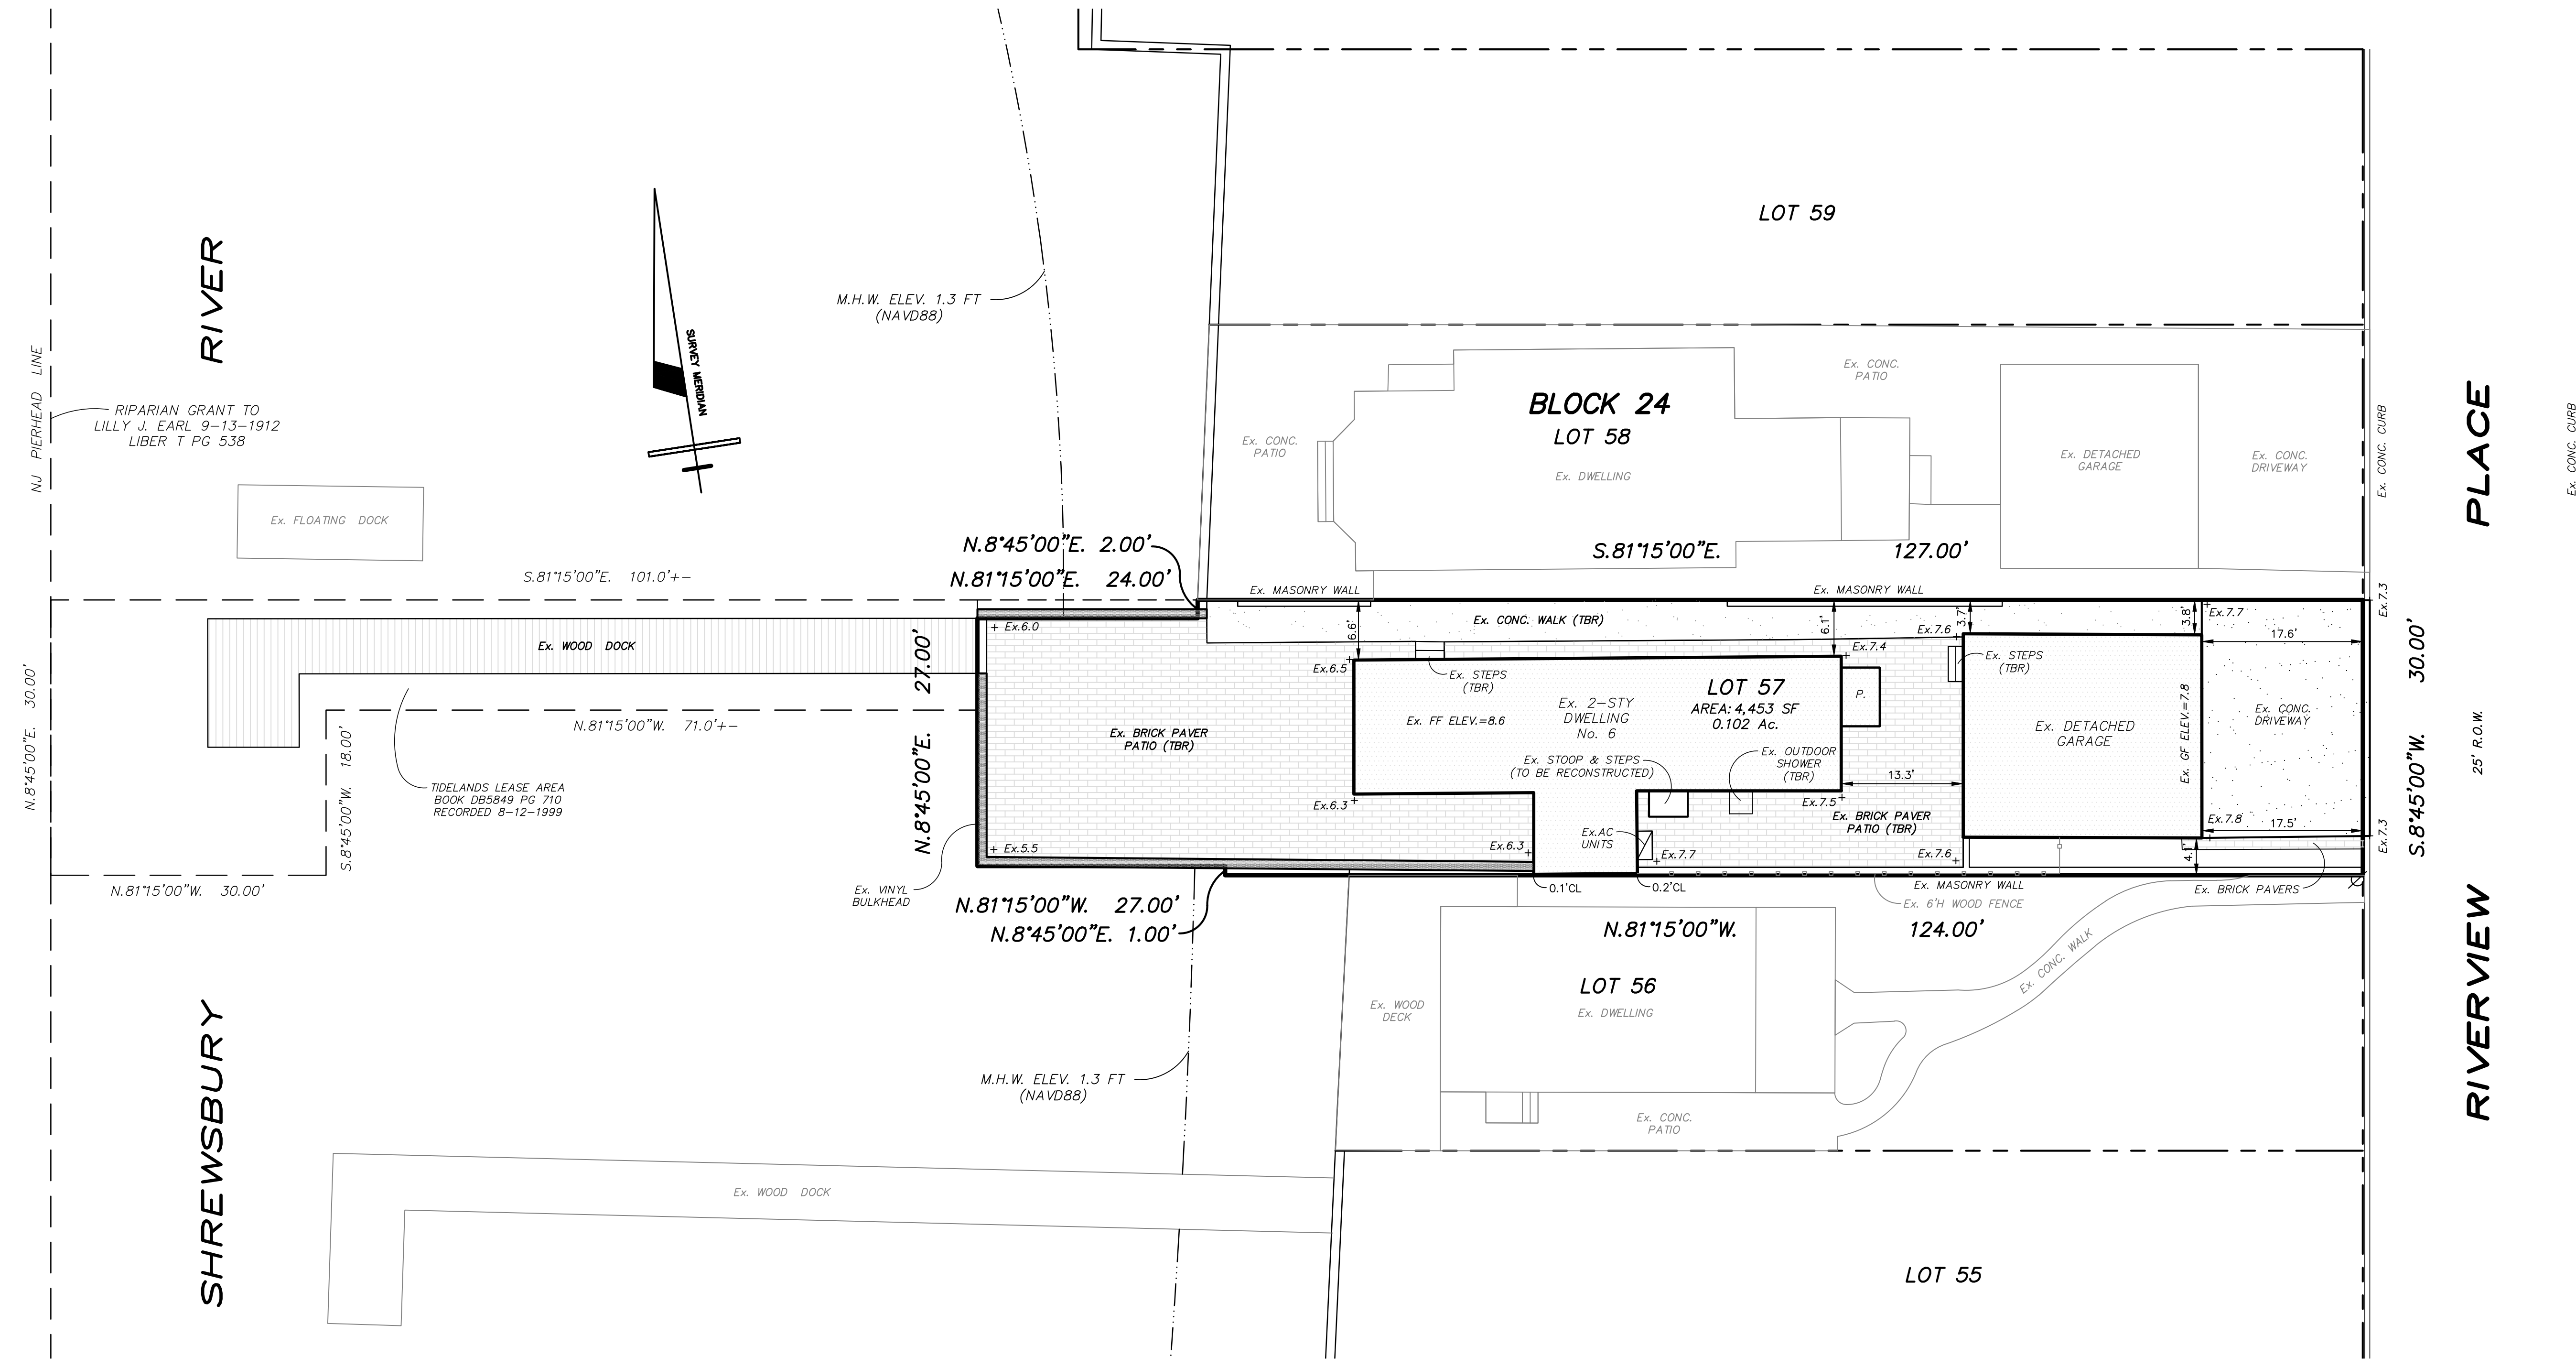 RIVER
NJ PIERHEAD LINE
RIPARIAN GRANT TO
LILLY J. EARL 9-13-1912
LIBER T PG 538
Ex. FLOATING DOCK
SURVEY MERIDIAN
M.H.W. ELEV. 1.3 FT
(NAVD88)
LOT 59
BLOCK 24
LOT 58
Ex. DWELLING
Ex. CONC.
PATIO
Ex. CONC.
PATIO
Ex. DETACHED
GARAGE
Ex. CONC.
DRIVEWAY
Ex. CONC. CURB
PLACE
Ex. CONC. CURB
N.8°45'00"E. 2.00'
N.81°15'00"E. 24.00'
S.81°15'00"E. 127.00'
S.81°15'00"E. 101.0'+-
Ex. MASONRY WALL
Ex. MASONRY WALL
Ex.7.3
Ex. WOOD DOCK
Ex.6.0
Ex. CONC. WALK (TBR)
6.6'
6.1'
3.7'
3.8'
Ex.7.6
Ex.7.7
17.6'
Ex.6.5
Ex. STEPS
(TBR)
Ex.7.4
Ex. STEPS
(TBR)
P.
LOT 57
AREA: 4,453 SF
0.102 Ac.
Ex. 2-STY
DWELLING
No. 6
Ex. FF ELEV.=8.6
Ex. BRICK PAVER
PATIO (TBR)
Ex. STOOP & STEPS
(TO BE RECONSTRUCTED)
Ex. OUTDOOR
SHOWER
(TBR)
13.3'
Ex. DETACHED
GARAGE
Ex. GF ELEV.=7.8
Ex. CONC.
DRIVEWAY
S.8°45'00"W. 30.00'
25' R.O.W.
N.8°45'00"E. 30.00'
N.81°15'00"W. 71.0'+-
S.8°45'00"W. 18.00'
N.8°45'00"E. 27.00'
TIDELANDS LEASE AREA
BOOK DB5849 PG 710
RECORDED 8-12-1999
Ex.6.3
Ex.7.5
Ex. BRICK PAVER
PATIO (TBR)
Ex.7.8
17.5'
Ex.7.3
Ex.AC
UNITS
Ex.5.5
Ex.6.3
Ex.7.7
Ex.7.6
4.1'
N.81°15'00"W. 30.00'
Ex. VINYL
BULKHEAD
0.1'CL
0.2'CL
Ex. MASONRY WALL
Ex. BRICK PAVERS
Ex. 6'H WOOD FENCE
N.81°15'00"W. 27.00'
N.8°45'00"E. 1.00'
N.81°15'00"W. 124.00'
Ex. CONC. WALK
RIVERVIEW
LOT 56
Ex. DWELLING
Ex. WOOD
DECK
Ex. CONC.
PATIO
M.H.W. ELEV. 1.3 FT
(NAVD88)
SHREWSBURY
Ex. WOOD DOCK
LOT 55